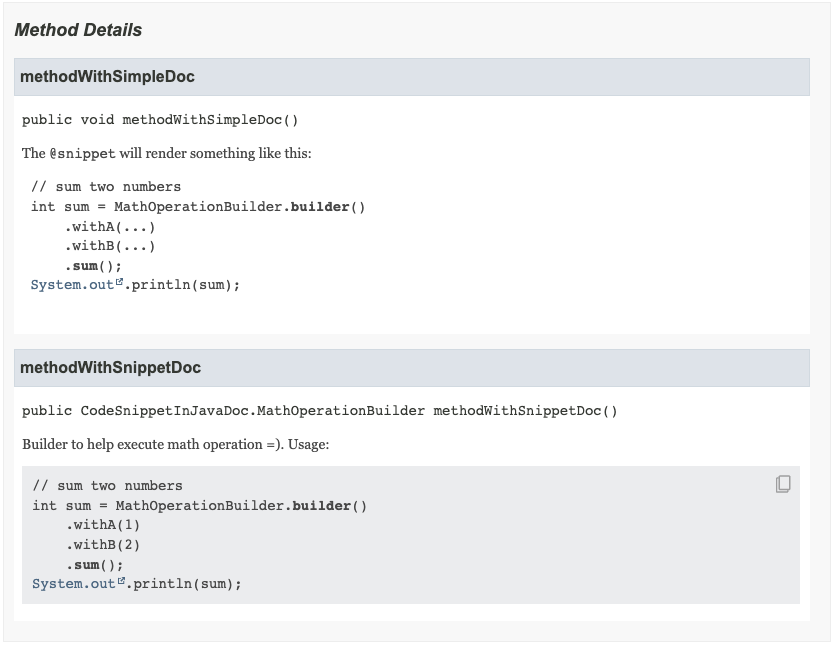 Method Details
methodWithSimpleDoc
public void methodWithSimpleDoc()
The @snippet will render something like this:
// sum two numbers
int sum = MathOperationBuilder.builder()
    .withA(...)
    .withB(...)
    .sum();
System.out.println(sum);
methodWithSnippetDoc
public CodeSnippetInJavaDoc.MathOperationBuilder methodWithSnippetDoc()
Builder to help execute math operation =). Usage:
// sum two numbers
int sum = MathOperationBuilder.builder()
    .withA(1)
    .withB(2)
    .sum();
System.out.println(sum);